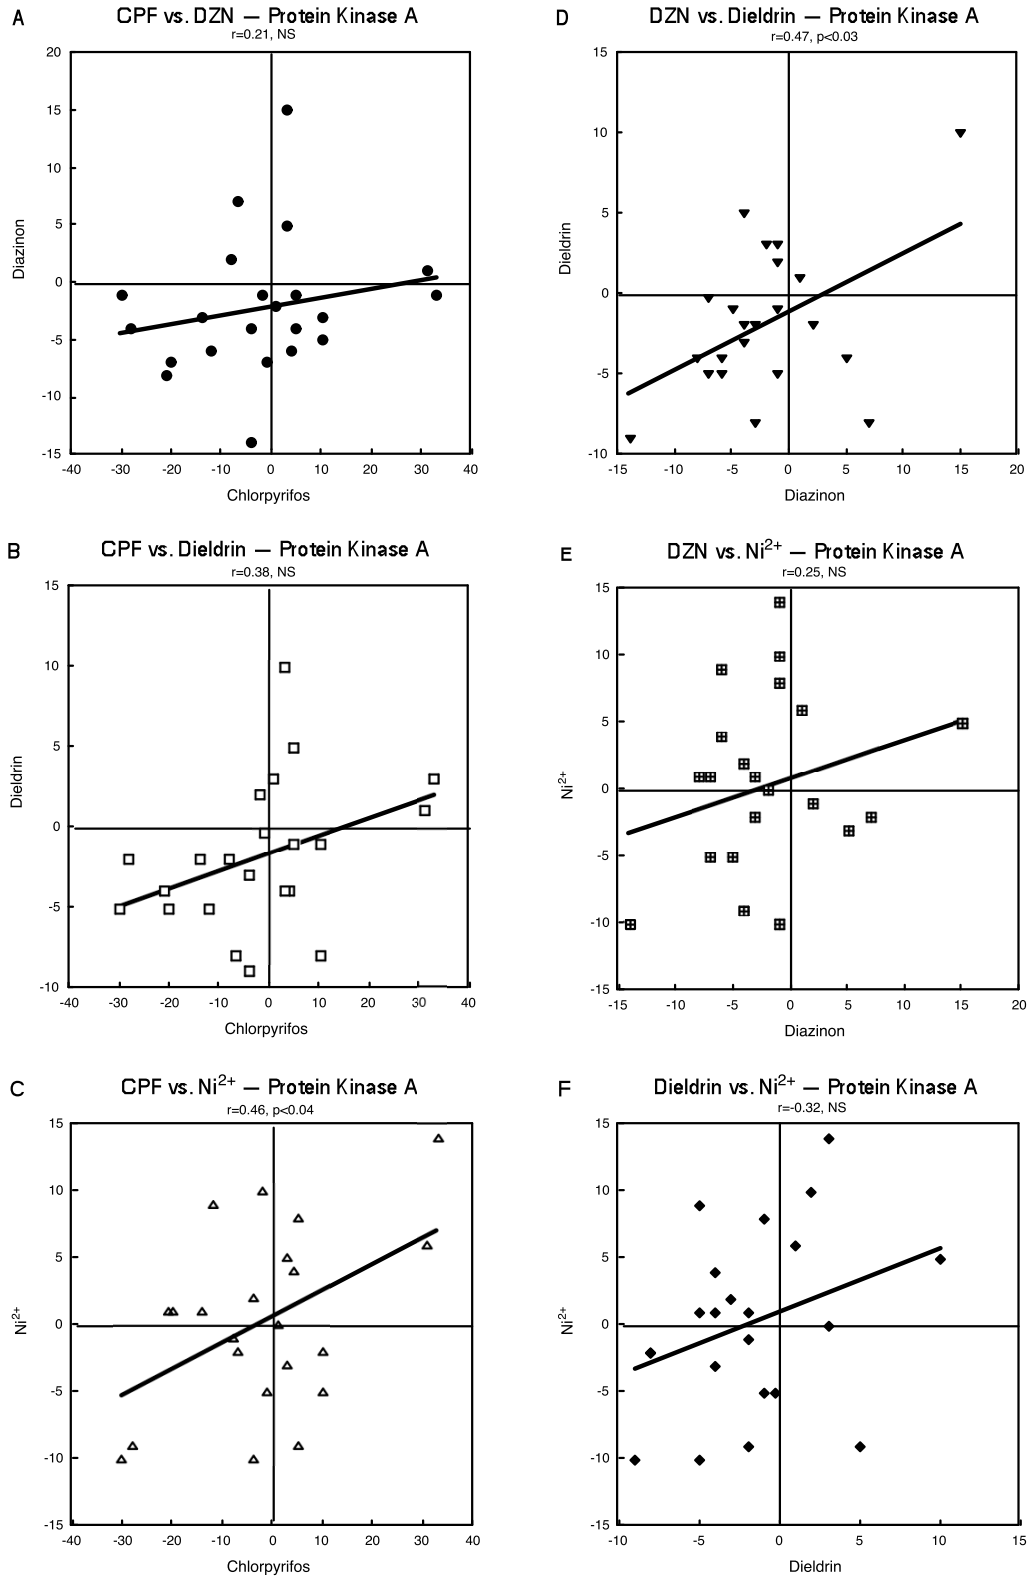 A
CPF vs. DZN — Protein Kinase A
r=0.21, NS
20
15
10
5
0
-5
-10
-15
Diazinon
-40 -30 -20 -10 0 10 20 30 40
Chlorpyrifos
B
CPF vs. Dieldrin — Protein Kinase A
r=0.38, NS
15
10
5
0
-5
-10
Dieldrin
-40 -30 -20 -10 0 10 20 30 40
Chlorpyrifos
C
CPF vs. Ni2+ — Protein Kinase A
r=0.46, p<0.04
15
10
5
0
-5
-10
-15
Ni2+
-40 -30 -20 -10 0 10 20 30 40
Chlorpyrifos
D
DZN vs. Dieldrin — Protein Kinase A
r=0.47, p<0.03
15
10
5
0
-5
-10
Dieldrin
-15 -10 -5 0 5 10 15 20
Diazinon
E
DZN vs. Ni2+ — Protein Kinase A
r=0.25, NS
15
10
5
0
-5
-10
-15
Ni2+
-15 -10 -5 0 5 10 15 20
Diazinon
F
Dieldrin vs. Ni2+ — Protein Kinase A
r=-0.32, NS
15
10
5
0
-5
-10
-15
Ni2+
-10 -5 0 5 10 15
Dieldrin